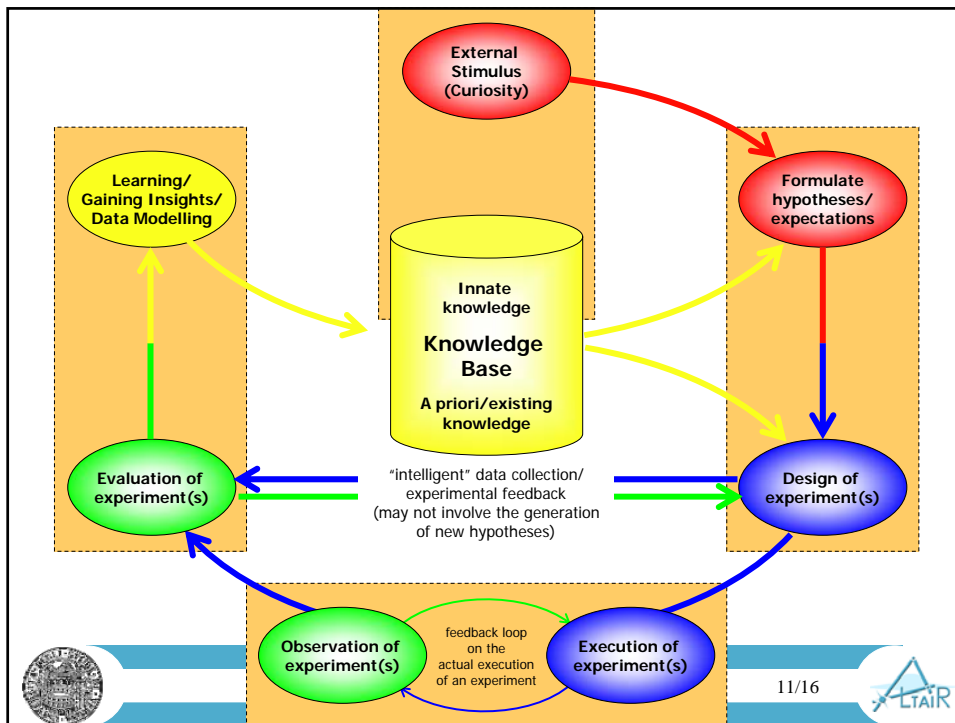 External
Stimulus
(Curiosity)
Learning/
Gaining Insights/
Data Modelling
Formulate
hypotheses/
expectations
Innate
knowledge
Knowledge
Base
A priori/existing
knowledge
Evaluation of
experiment(s)
"intelligent" data collection/
experimental feedback
(may not involve the generation
of new hypotheses)
Design of
experiment(s)
Observation of
experiment(s)
feedback loop
on the
actual execution
of an experiment
Execution of
experiment(s)
11/16
ALTAIR